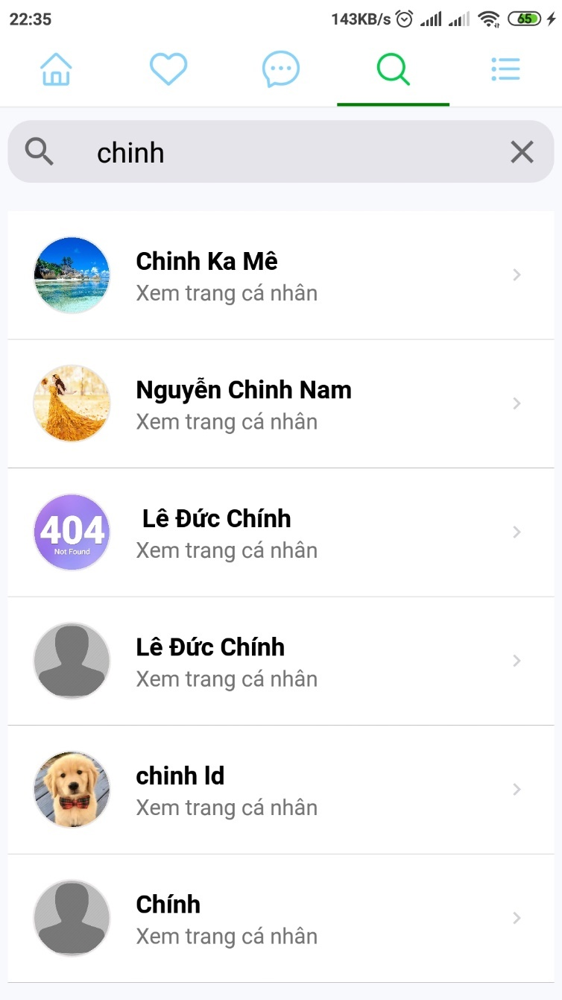 22:35 143KB/s 65
chinh
Chinh Ka Mê
Xem trang cá nhân
Nguyễn Chinh Nam
Xem trang cá nhân
404
Not Found
Lê Đức Chính
Xem trang cá nhân
Lê Đức Chính
Xem trang cá nhân
chinh ld
Xem trang cá nhân
Chính
Xem trang cá nhân